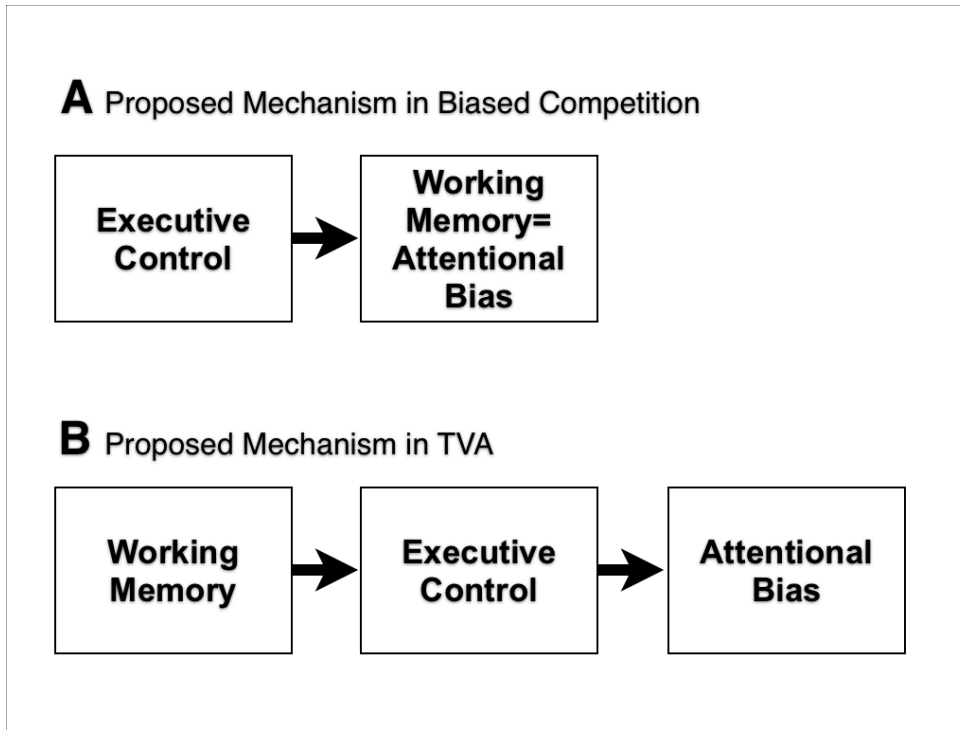 A Proposed Mechanism in Biased Competition
Executive
Control
Working
Memory=
Attentional
Bias
B Proposed Mechanism in TVA
Working
Memory
Executive
Control
Attentional
Bias